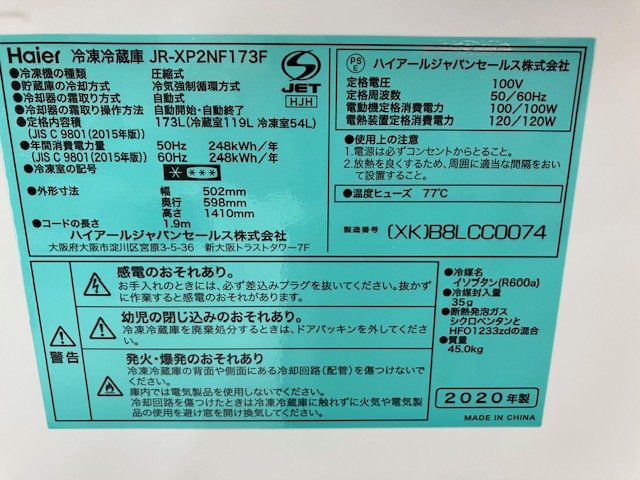 Haier 冷凍冷蔵庫 JR-XP2NF173F
●冷凍機の種類 圧縮式
●貯蔵庫の冷却方式 冷気強制循環方式
●冷却器の霜取り方式 自動式
●冷却器の霜取り操作方法 自動開始・自動終了
●定格内容積 173L(冷蔵室119L 冷凍室54L)
(JIS C 9801(2015年版))
●年間消費電力量 50Hz 248kWh/年
(JIS C 9801(2015年版)) 60Hz 248kWh/年
●冷凍室の記号 ****
●外形寸法 幅 502mm
奥行 598mm
高さ 1410mm
●コードの長さ 1.9m
ハイアールジャパンセールス株式会社
大阪府大阪市淀川区宮原3-5-36 新大阪トラストタワー7F
S
JET
HJH
PS
E
ハイアールジャパンセールス株式会社
定格電圧 100V
定格周波数 50/60Hz
電動機定格消費電力 100/100W
電熱装置定格消費電力 120/120W
●使用上の注意
1.電源は必ずコンセントからとること。
2.放熱を良くするため、周囲に適当な間隔をおい
て設置すること。
●温度ヒューズ 77℃
製造番号 (XK)B8LCC0074
警告
感電のおそれあり。
お手入れのときには、必ず差込みプラグを抜いてください。抜かず
に作業すると感電することがあります。
幼児の閉じ込みのおそれあり。
冷凍冷蔵庫を廃棄処分するときは、ドアパッキンを外してくださ
い。
発火・爆発のおそれあり
冷凍冷蔵庫の背面や側面の側面にある冷却回路(配管)を傷つけないで
ください。
庫内では電気製品を使用しないでください。
冷却回路を傷つけたときは冷凍冷蔵庫に触れずに火気や電気製
品の使用を避け窓を開け換気してください。
●冷媒名
イソブタン(R600a)
●冷媒封入量
35g
●断熱発泡ガス
シクロペンタンと
HFO1233zdの混合
●質量
45.0kg
2020年製
MADE IN CHINA